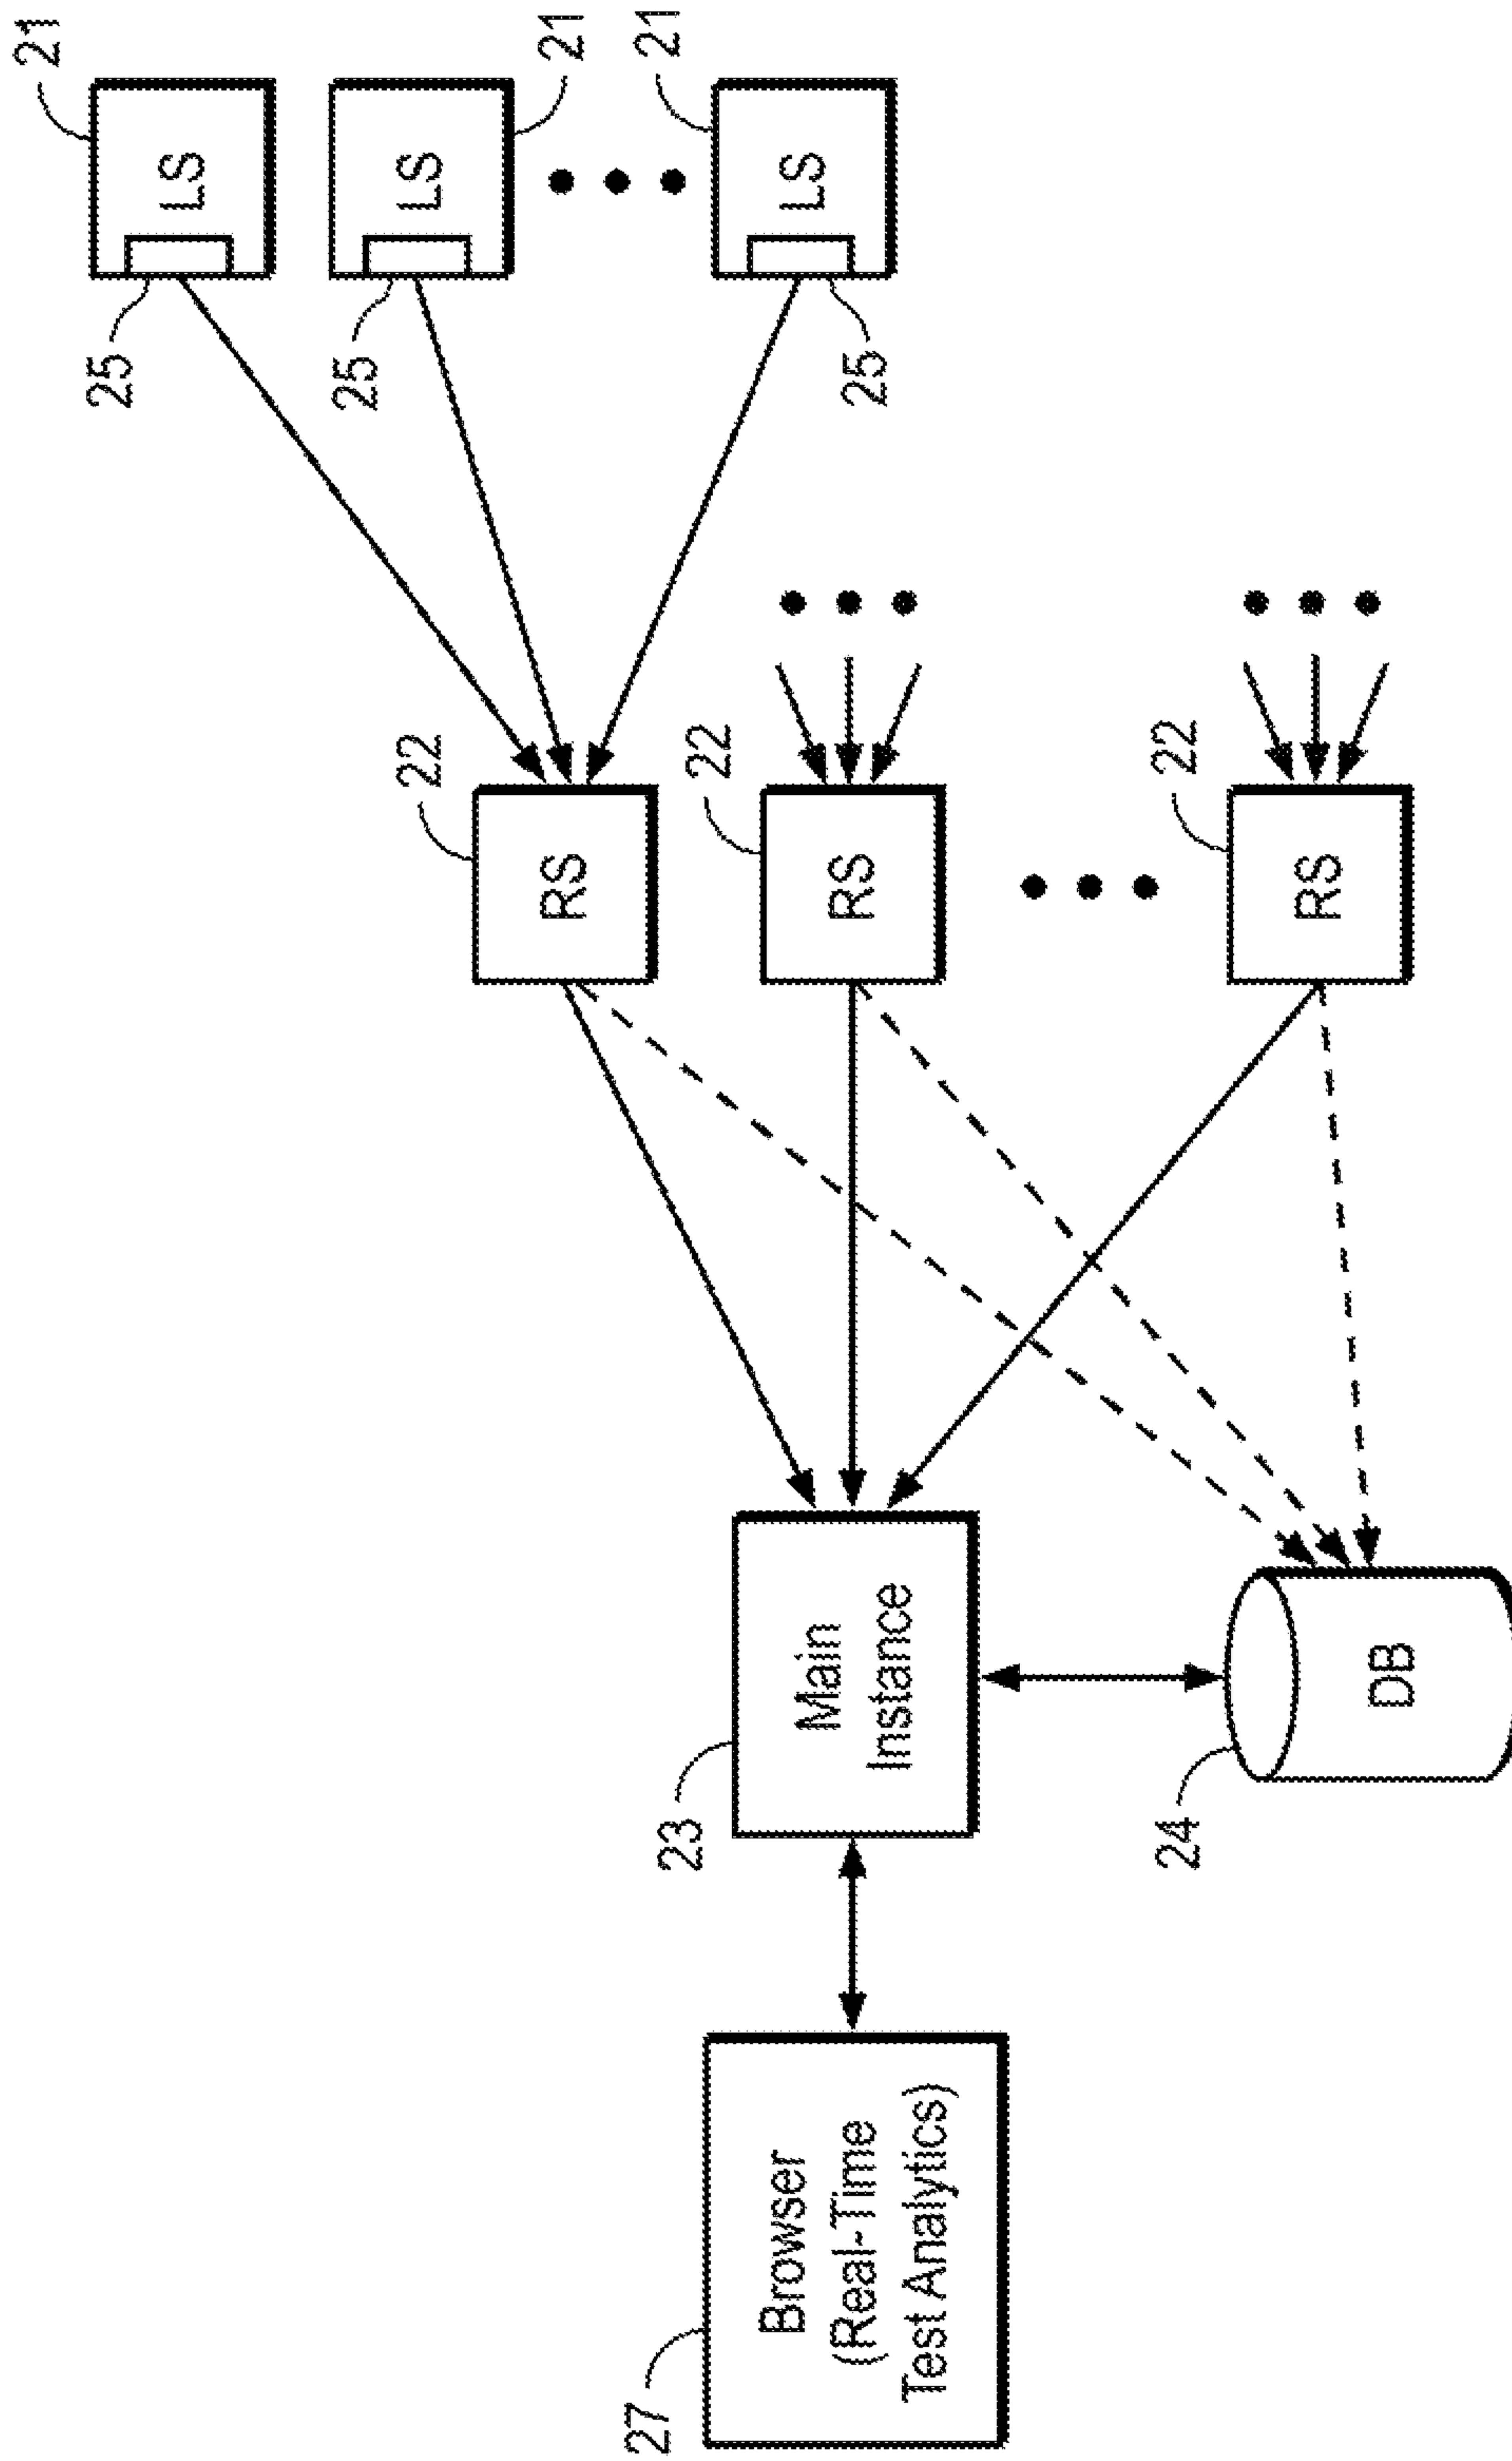 21
LS
25
21
LS
25
21
LS
25
22
RS
22
RS
22
RS
23
Main
Instance
24
DB
27
Browser
(Real-Time
Test Analytics)